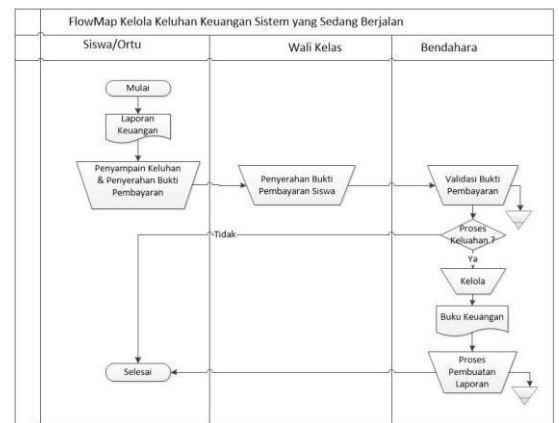 FlowMap Kelola Keluhan Keuangan Sistem yang Sedang Berjalan
Siswa/Ortu
Wali Kelas
Bendahara
Mulai
Laporan
Keuangan
Penyampain Keluhan
& Penyerahan Bukti
Pembayaran
Penyerahan Bukti
Pembayaran Siswa
Validasi Bukti
Pembayaran
Proses
Keluahan ?
Tidak
Ya
Kelola
Buku Keuangan
Proses
Pembuatan
Laporan
Selesai